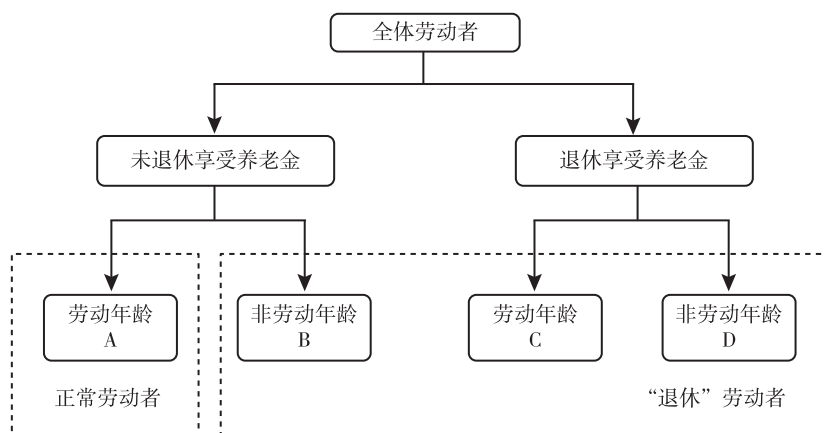 全体劳动者
未退休享受养老金
退休享受养老金
劳动年龄
A
非劳动年龄
B
劳动年龄
C
非劳动年龄
D
正常劳动者
“退休”劳动者